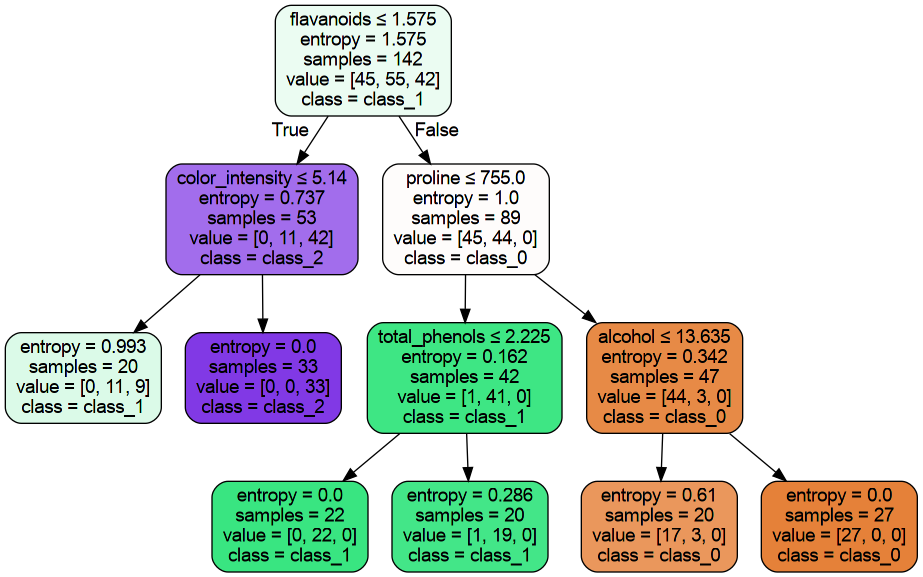 flavanoids ≤ 1.575
entropy = 1.575
samples = 142
value = [45, 55, 42]
class = class_1
True
False
color_intensity ≤ 5.14
entropy = 0.737
samples = 53
value = [0, 11, 42]
class = class_2
proline ≤ 755.0
entropy = 1.0
samples = 89
value = [45, 44, 0]
class = class_0
entropy = 0.993
samples = 20
value = [0, 11, 9]
class = class_1
entropy = 0.0
samples = 33
value = [0, 0, 33]
class = class_2
total_phenols ≤ 2.225
entropy = 0.162
samples = 42
value = [1, 41, 0]
class = class_1
alcohol ≤ 13.635
entropy = 0.342
samples = 47
value = [44, 3, 0]
class = class_0
entropy = 0.0
samples = 22
value = [0, 22, 0]
class = class_1
entropy = 0.286
samples = 20
value = [1, 19, 0]
class = class_1
entropy = 0.61
samples = 20
value = [17, 3, 0]
class = class_0
entropy = 0.0
samples = 27
value = [27, 0, 0]
class = class_0